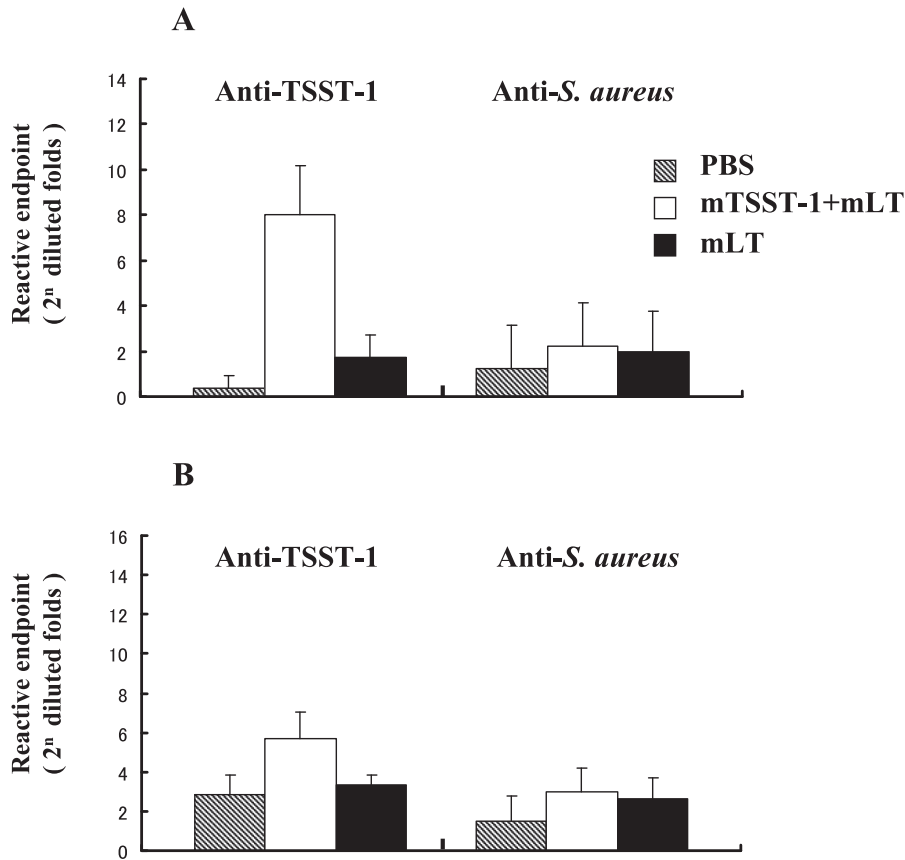 A
Anti-TSST-1 Anti-S. aureus
Reactive endpoint
( 2ⁿ diluted folds )
14
12
10
8
6
4
2
0
PBS
mTSST-1+mLT
mLT
B
Anti-TSST-1 Anti-S. aureus
Reactive endpoint
( 2ⁿ diluted folds )
16
14
12
10
8
6
4
2
0